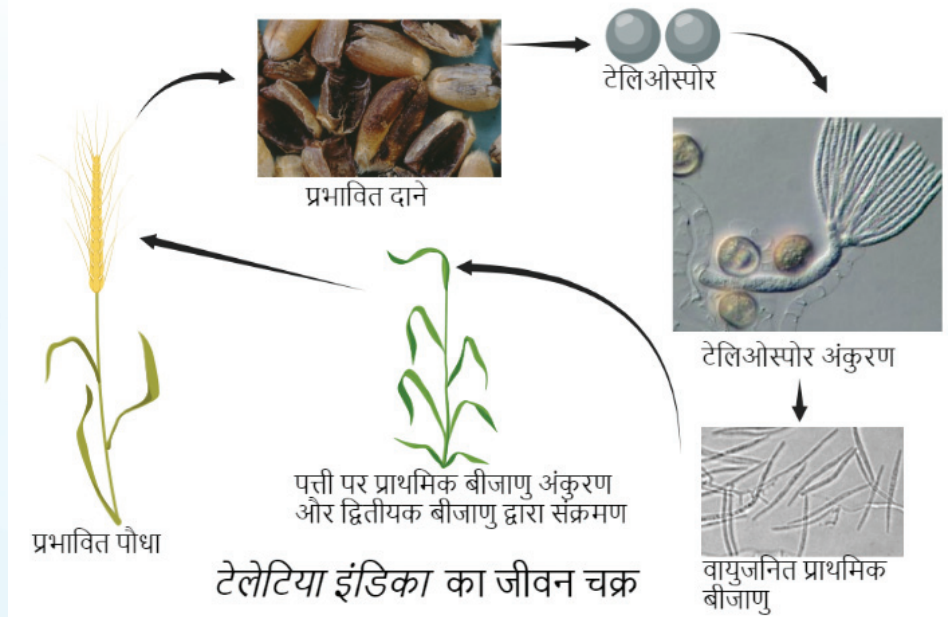 टेलिओस्पोर
प्रभावित दाने
टेलिओस्पोर अंकुरण
पत्ती पर प्राथमिक बीजाणु अंकुरण
और द्वितीयक बीजाणु द्वारा संक्रमण
प्रभावित पौधा
वायुजनित प्राथमिक
बीजाणु
टेलेटिया इंडिका का जीवन चक्र